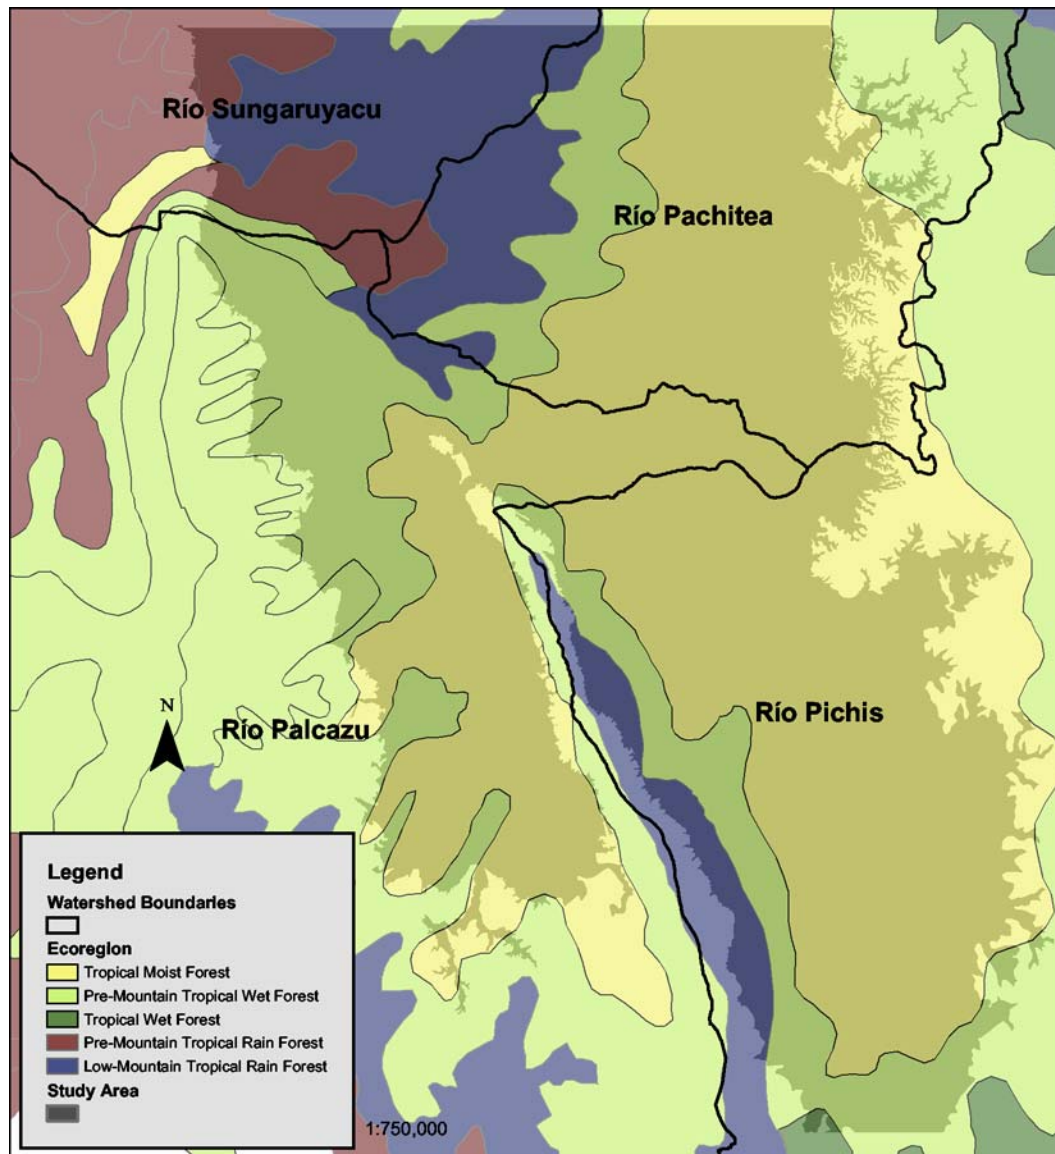 Río Sungaruyacu
Río Pachitea
Río Pichis
Río Palcazu
N
Legend
Watershed Boundaries
Ecoregion
Tropical Moist Forest
Pre-Mountain Tropical Wet Forest
Tropical Wet Forest
Pre-Mountain Tropical Rain Forest
Low-Mountain Tropical Rain Forest
Study Area
1:750,000